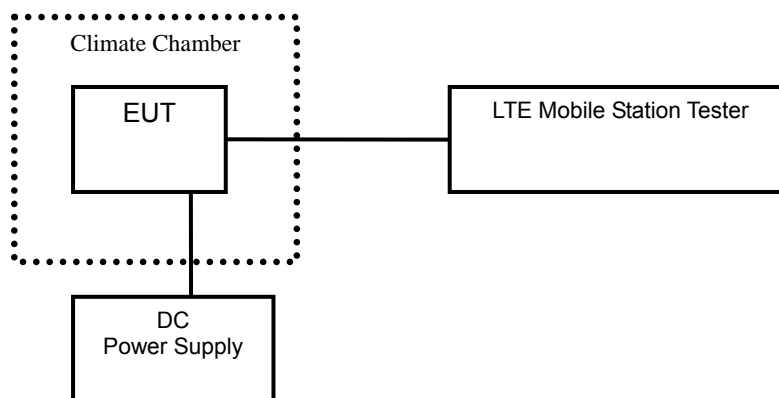 Climate Chamber
EUT
LTE Mobile Station Tester
DC
Power Supply